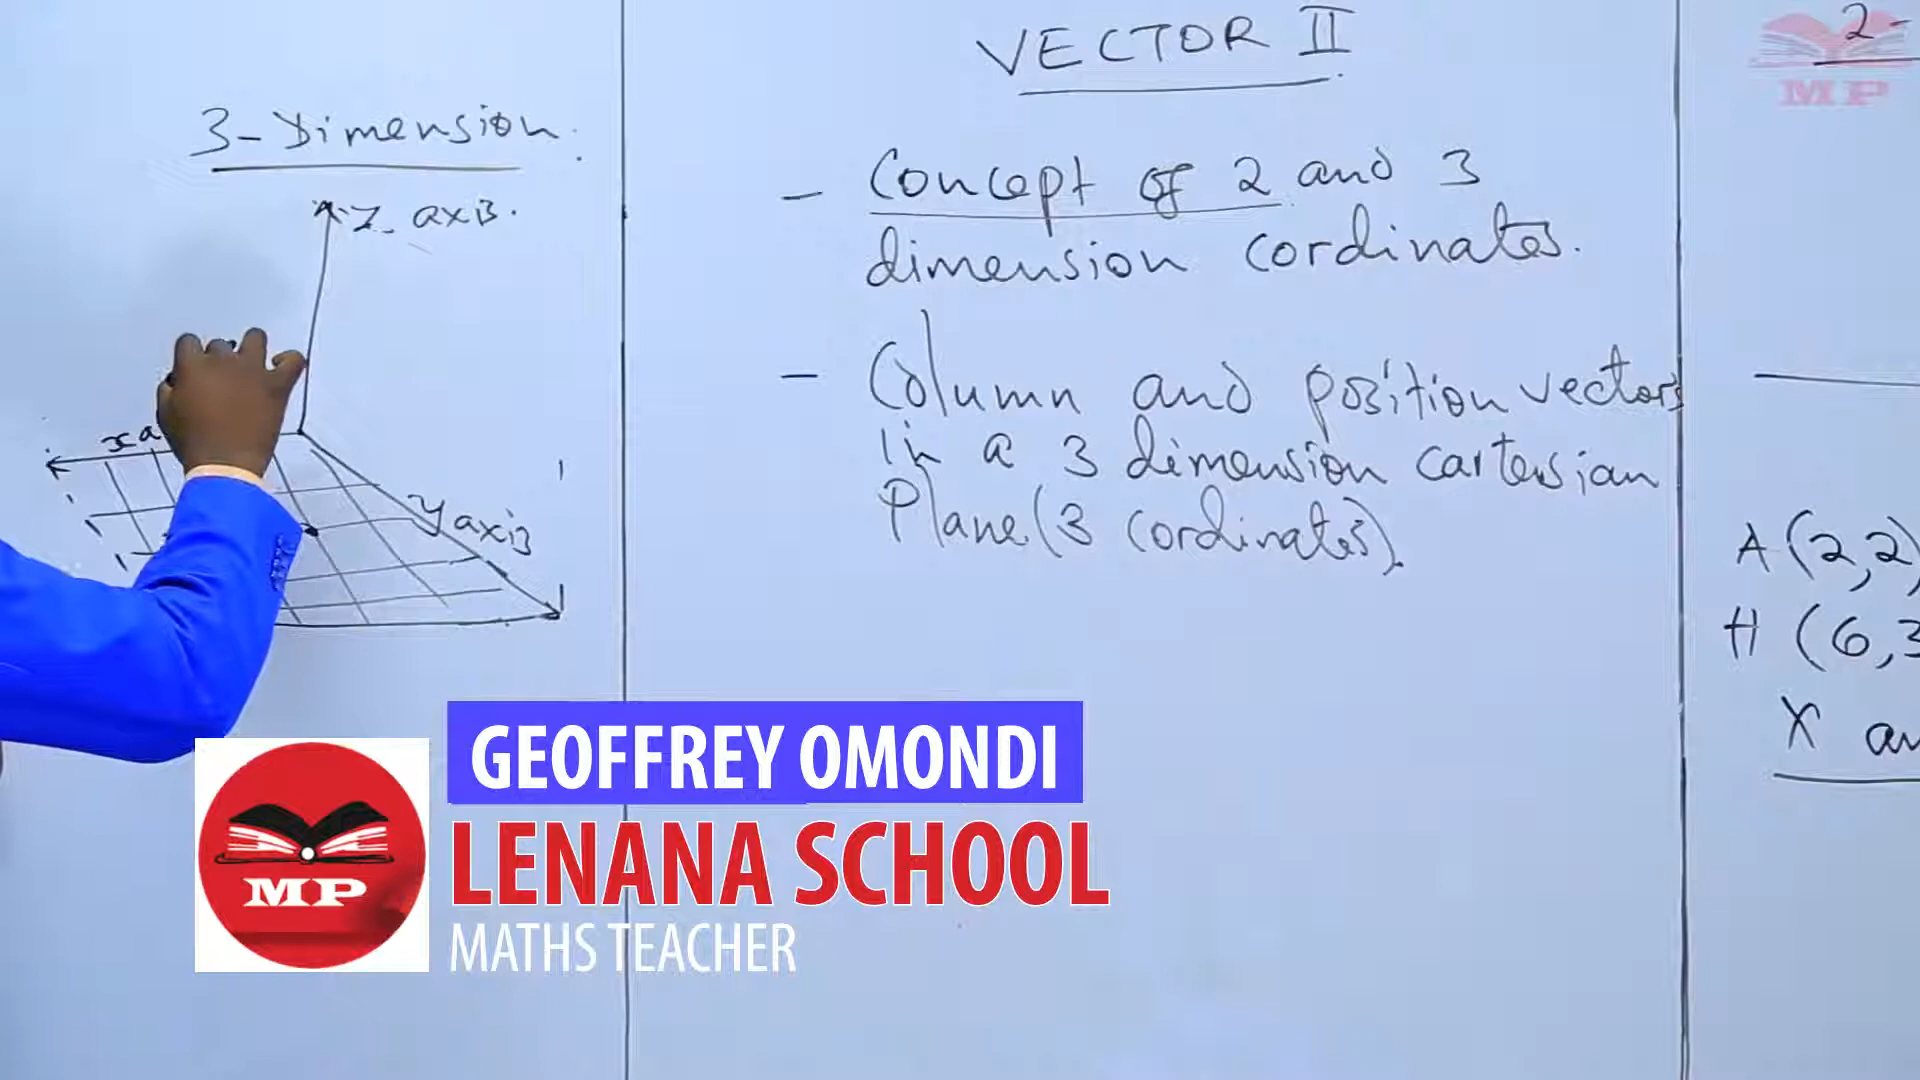 VECTOR II
3-Dimension.
Z-axis.
y axis
- Concept of 2 and 3
dimension cordinates.
- Column and position vectors
in a 3 dimension cartesian
Plane (3 cordinates).
2-
A (2,2)
H (6,3
X
MP
GEOFFREY OMONDI
LENANA SCHOOL
MATHS TEACHER
MP